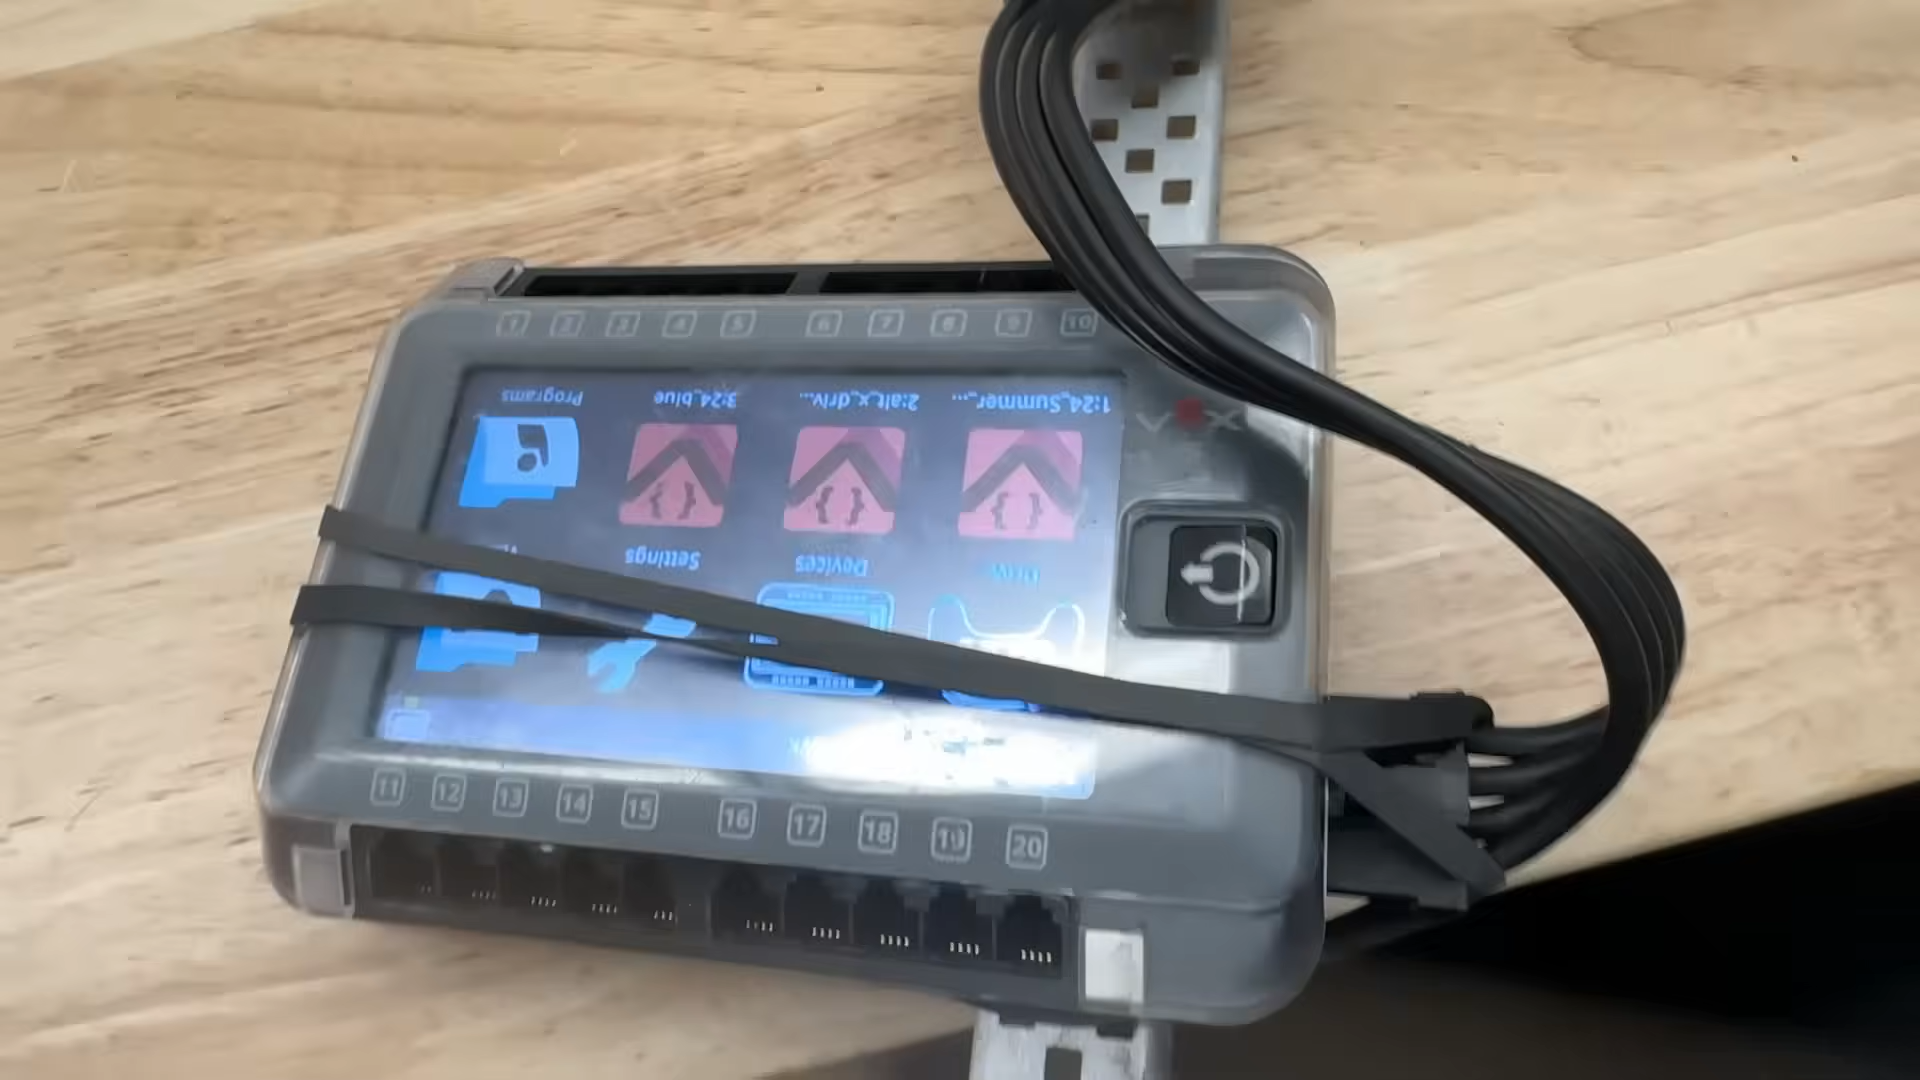 1 2 3 4 5 6 7 8 9 10
VEX
1:24_Summer_...
2:alt_x_driv...
3:24_blue
Programs
Devices
Settings
11 12 13 14 15 16 17 18 19 20